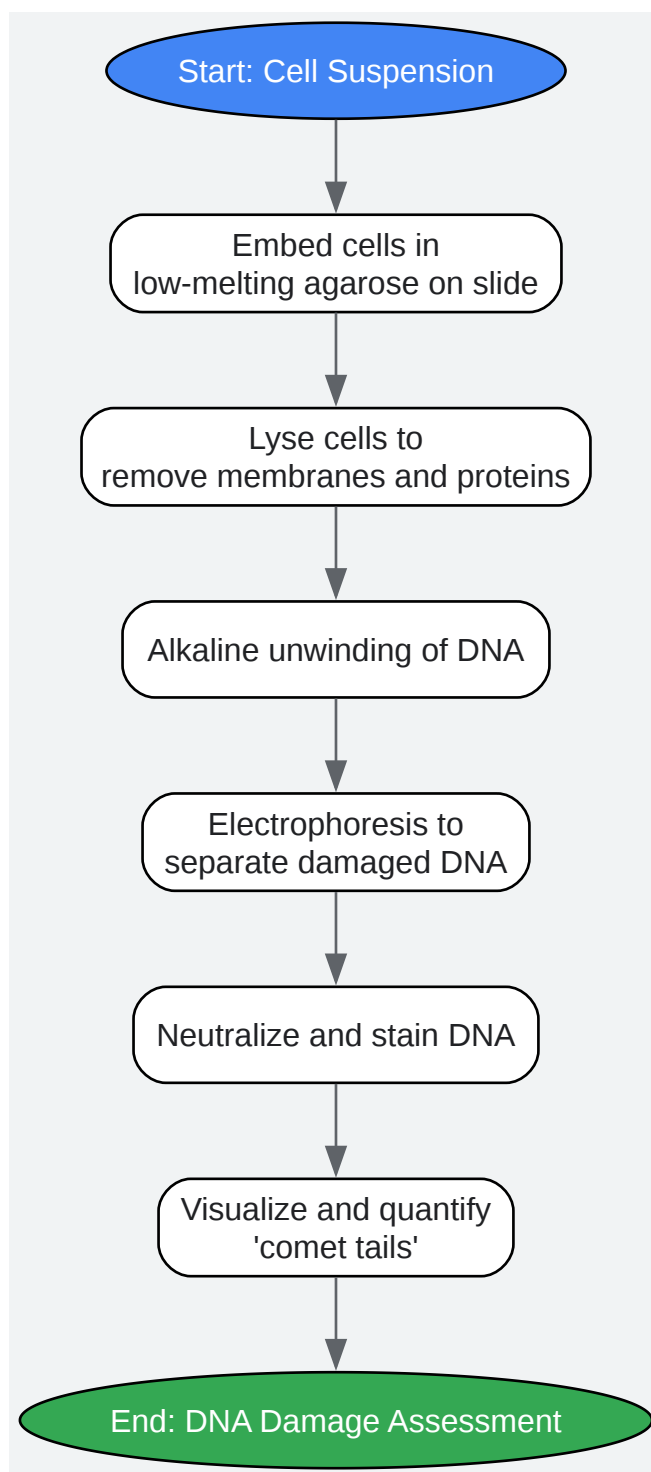 Start: Cell Suspension
Embed cells in
low-melting agarose on slide
Lyse cells to
remove membranes and proteins
Alkaline unwinding of DNA
Electrophoresis to
separate damaged DNA
Neutralize and stain DNA
Visualize and quantify
'comet tails'
End: DNA Damage Assessment